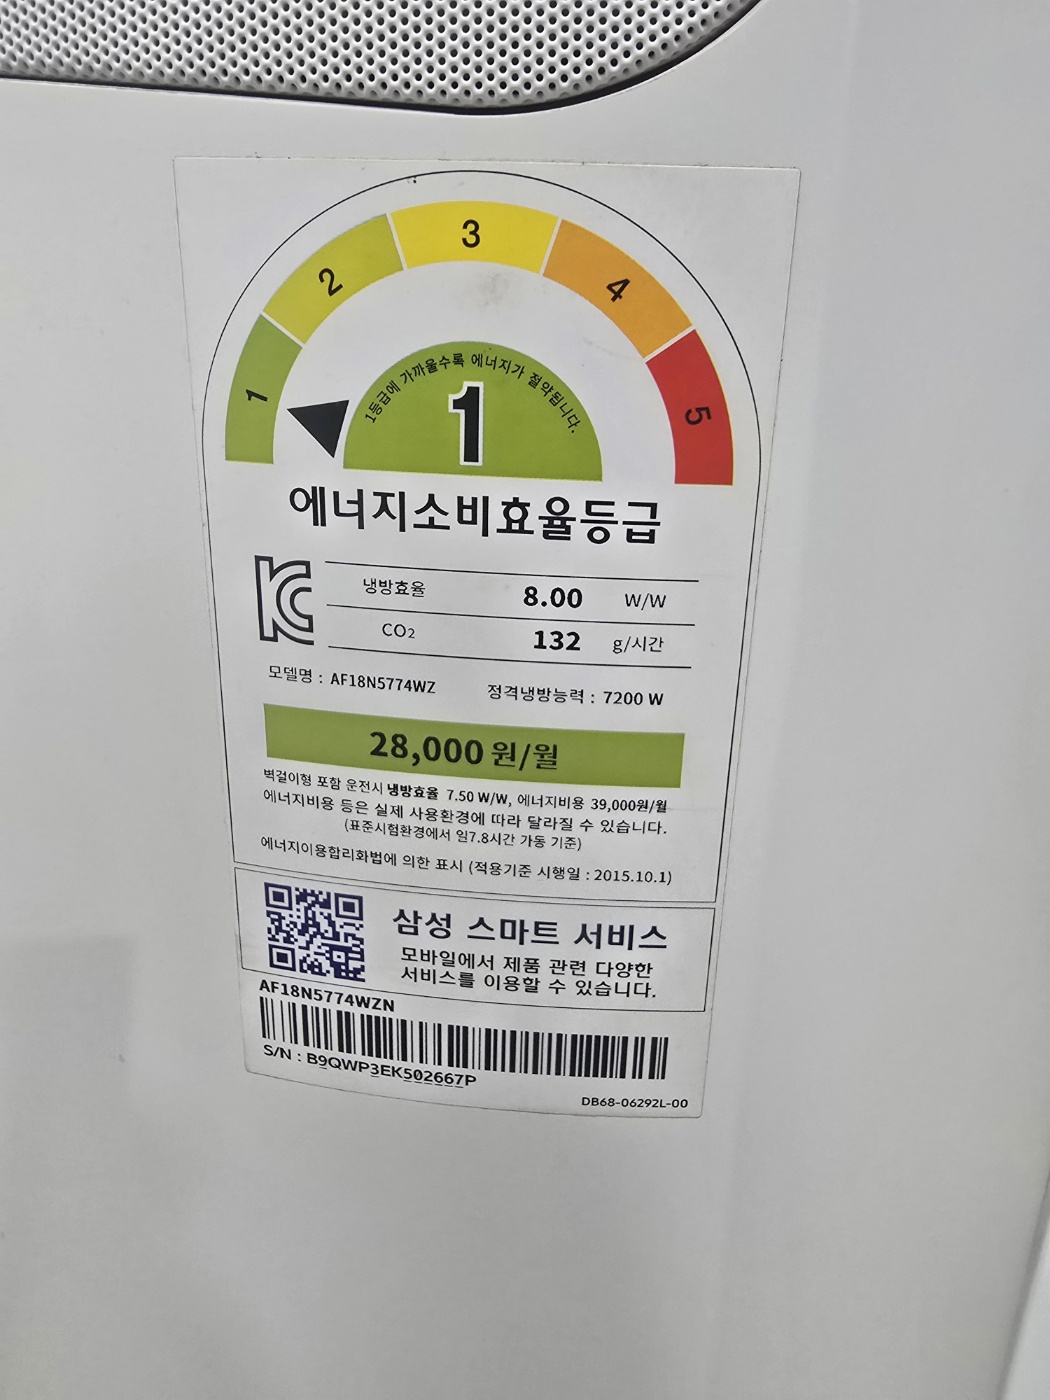 1
2
3
4
5
1등급에 가까울수록 에너지가 절약됩니다.
1
에너지소비효율등급
냉방효율 8.00 W/W
CO₂ 132 g/시간
모델명 : AF18N5774WZ 정격냉방능력 : 7200 W
28,000 원/월
벽걸이형 포함 운전시 냉방효율 7.50 W/W, 에너지비용 39,000원/월
에너지비용 등은 실제 사용환경에 따라 달라질 수 있습니다.
(표준시험환경에서 일7.8시간 가동 기준)
에너지이용합리화법에 의한 표시 (적용기준 시행일 : 2015.10.1)
삼성 스마트 서비스
모바일에서 제품 관련 다양한
서비스를 이용할 수 있습니다.
AF18N5774WZN
S/N : B9QWP3EK502667P
DB68-06292L-00